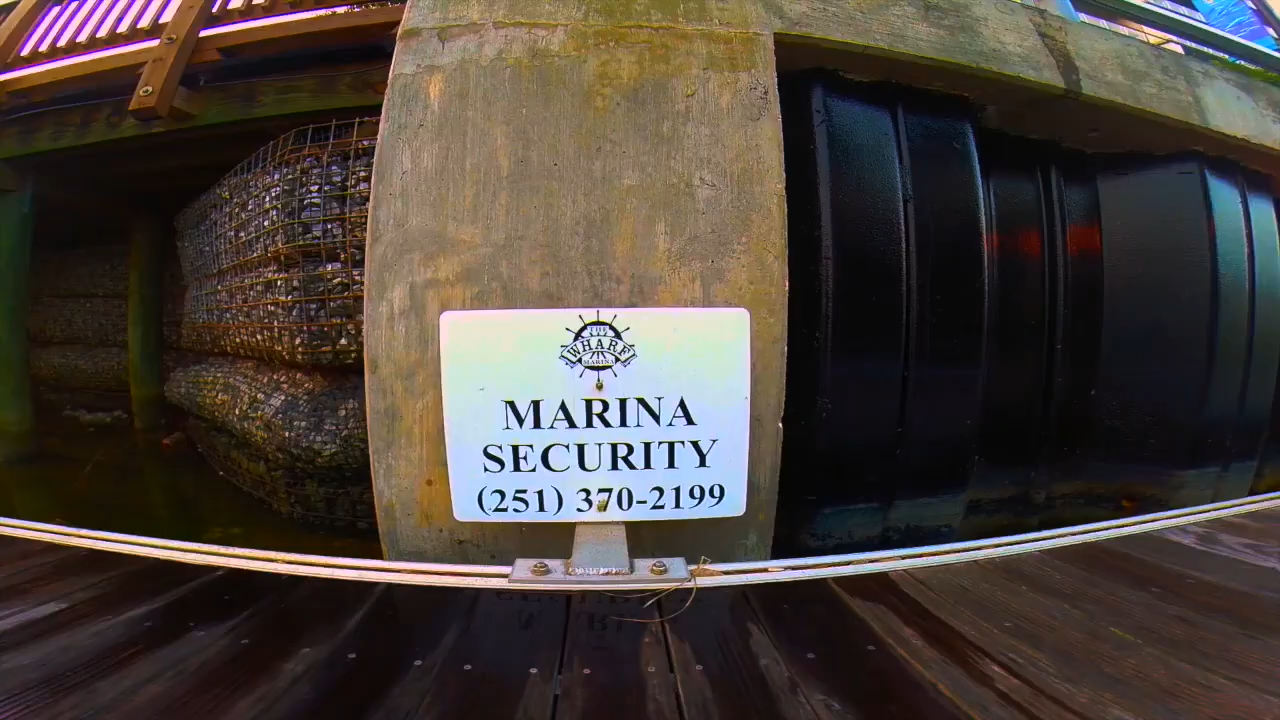 THE
WHARF
MARINA
MARINA
SECURITY
(251) 370-2199